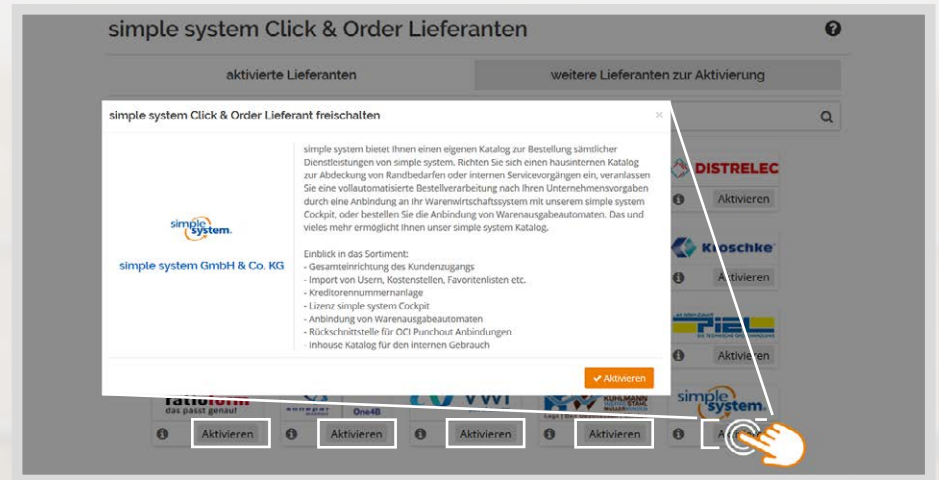 simple system Click & Order Lieferanten
aktivierte Lieferanten
weitere Lieferanten zur Aktivierung
simple system Click & Order Lieferant freischalten
simple system.
simple system GmbH & Co. KG
simple system bietet Ihnen einen eigenen Katalog zur Bestellung sämtlicher
Dienstleistungen von simple system. Richten Sie sich einen hausinternen Katalog
zur Abdeckung von Randbedarfen oder internen Servicevorgängen ein, veranlassen
Sie eine vollautomatisierte Bestellverarbeitung nach Ihren Unternehmensvorgaben
durch eine Anbindung an Ihr Warenwirtschaftssystem mit unserem simple system
Cockpit, oder bestellen Sie die Anbindung von Warenausgabeautomaten. Das und
vieles mehr ermöglicht Ihnen unser simple system Katalog.
Einblick in das Sortiment:
- Gesamteinrichtung des Kundenzugangs
- Import von Usern, Kostenstellen, Favoritenlisten etc.
- Kreditorennummernanlage
- Lizenz simple system Cockpit
- Anbindung von Warenausgabeautomaten
- Rückschnittstelle für OCI Punchout Anbindungen
- Inhouse Katalog für den internen Gebrauch
Aktivieren
DISTRELEC
Aktivieren
Kroschke
Aktivieren
PIEL
Aktivieren
ratioform
das passt genau!
sonepar
One4B
VWT
KUHLMANN
simple system.
Aktivieren
Aktivieren
Aktivieren
Aktivieren